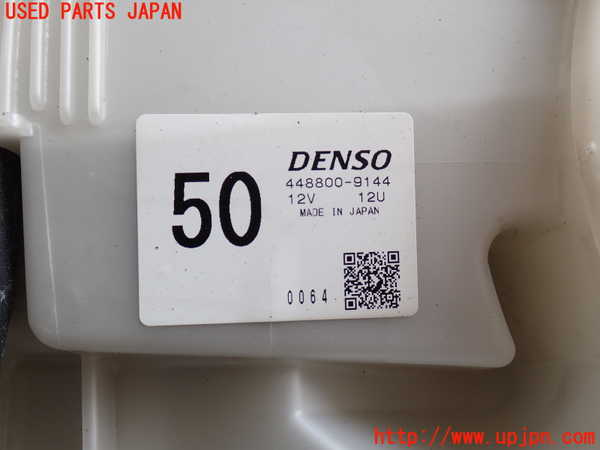 USED PARTS JAPAN
50
DENSO
448800-9144
12V 12U
MADE IN JAPAN
0064
http://www.upjpn.com/